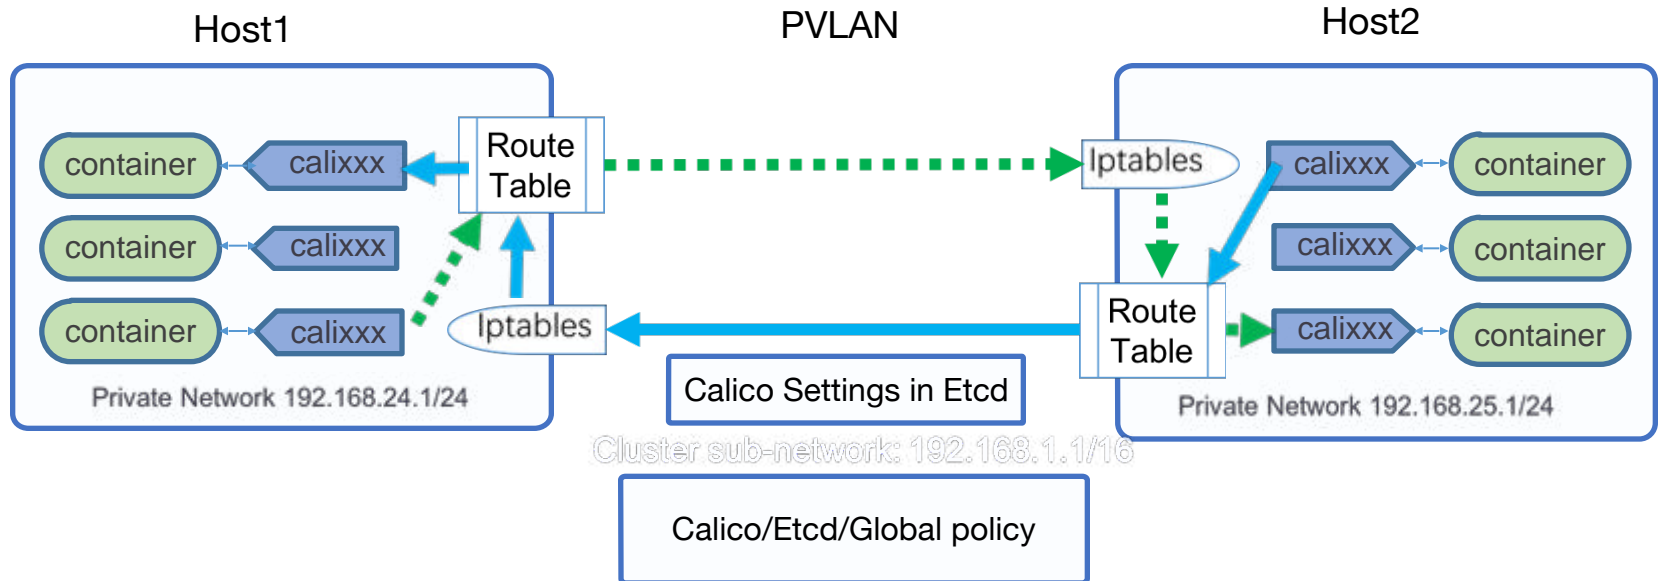 Host1
PVLAN
Host2
container
calixxx
Route
Table
Iptables
calixxx
container
container
calixxx
calixxx
container
container
calixxx
Iptables
Route
Table
calixxx
container
Private Network 192.168.24.1/24
Calico Settings in Etcd
Private Network 192.168.25.1/24
Cluster sub-network: 192.168.1.1/16
Calico/Etcd/Global policy